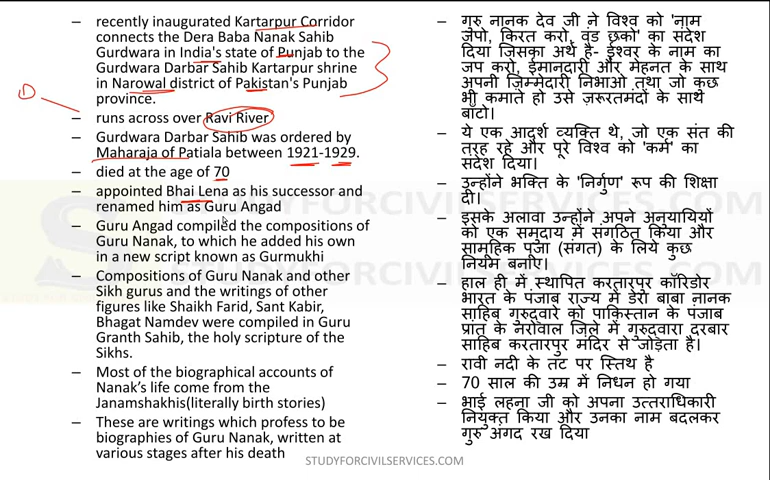 – recently inaugurated Kartarpur Corridor
connects the Dera Baba Nanak Sahib
Gurdwara in India's state of Punjab to the
Gurdwara Darbar Sahib Kartarpur shrine
in Narowal district of Pakistan's Punjab
province.
– runs across over Ravi River
– Gurdwara Darbar Sahib was ordered by
Maharaja of Patiala between 1921-1929.
– died at the age of 70
– appointed Bhai Lena as his successor and
renamed him as Guru Angad
– Guru Angad compiled the compositions of
Guru Nanak, to which he added his own
in a new script known as Gurmukhi
– Compositions of Guru Nanak and other
Sikh gurus and the writings of other
figures like Shaikh Farid, Sant Kabir,
Bhagat Namdev were compiled in Guru
Granth Sahib, the holy scripture of the
Sikhs.
– Most of the biographical accounts of
Nanak's life come from the
Janamshakhis(literally birth stories)
– These are writings which profess to be
biographies of Guru Nanak, written at
various stages after his death
– गुरु नानक देव जी ने विश्व को 'नाम
जपो, किरत करो, वंड छको' का संदेश
दिया जिसका अर्थ है- ईश्वर के नाम का
जप करो, ईमानदारी और मेहनत के साथ
अपनी ज़िम्मेदारी निभाओ तथा जो कुछ
भी कमाते हो उसे ज़रूरतमंदों के साथ
बाँटो।
– ये एक आदर्श व्यक्ति थे, जो एक संत की
तरह रहे और पूरे विश्व को 'कर्म' का
संदेश दिया।
– उन्होंने भक्ति के 'निर्गुण' रूप की शिक्षा
दी।
– इसके अलावा उन्होंने अपने अनुयायियों
को एक समुदाय में संगठित किया और
सामूहिक पूजा (संगत) के लिये कुछ
नियम बनाए।
– हाल ही में स्थापित करतारपुर कॉरिडोर
भारत के पंजाब राज्य में डेरा बाबा नानक
साहिब गुरुद्वारे को पाकिस्तान के पंजाब
प्रांत के नरोवाल जिले में गुरुद्वारा दरबार
साहिब करतारपुर मंदिर से जोड़ता है।
– रावी नदी के तट पर स्तिथ है
– 70 साल की उम्र में निधन हो गया
– भाई लहना जी को अपना उत्तराधिकारी
नियुक्त किया और उनका नाम बदलकर
गुरु अंगद रख दिया
STUDYFORCIVILSERVICES.COM